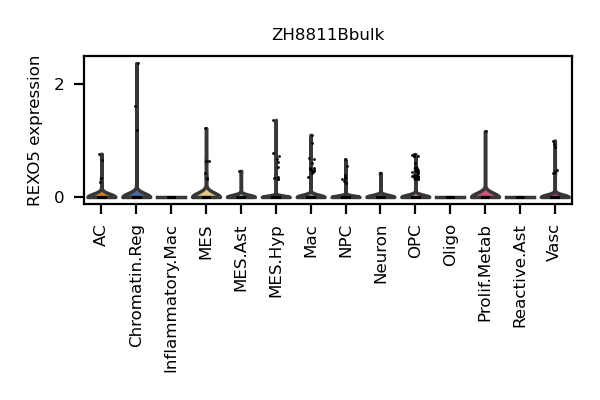 ZH8811Bbulk
REXO5 expression
2
0
AC
Chromatin.Reg
Inflammatory.Mac
MES
MES.Ast
MES.Hyp
Mac
NPC
Neuron
OPC
Oligo
Prolif.Metab
Reactive.Ast
Vasc